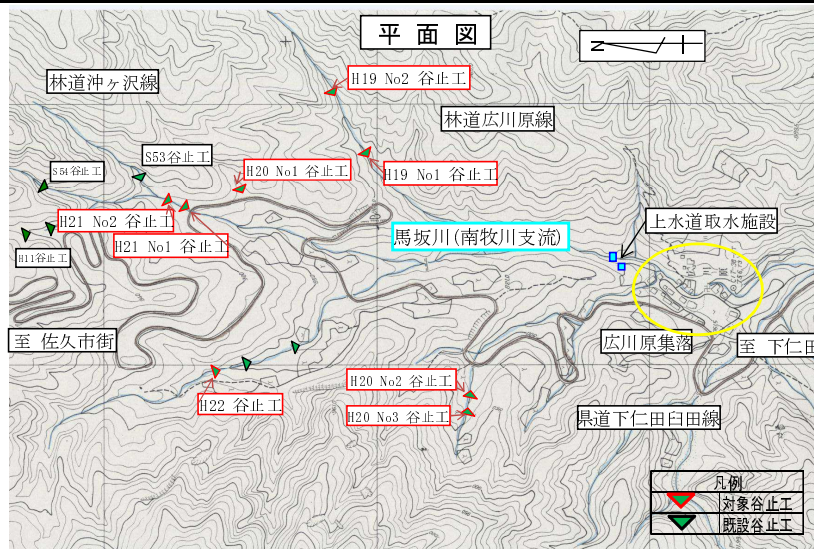 平面図
N
林道沖ヶ沢線
H19 No2 谷止工
林道広川原線
S53谷止工
S54谷止工
H20 No1 谷止工
H19 No1 谷止工
H21 No2 谷止工
H21 No1 谷止工
H11谷止工
馬坂川(南牧川支流)
上水道取水施設
至 佐久市街
広川原集落
至 下仁田
H22 谷止工
H20 No2 谷止工
H20 No3 谷止工
県道下仁田臼田線
凡例
対象谷止工
既設谷止工